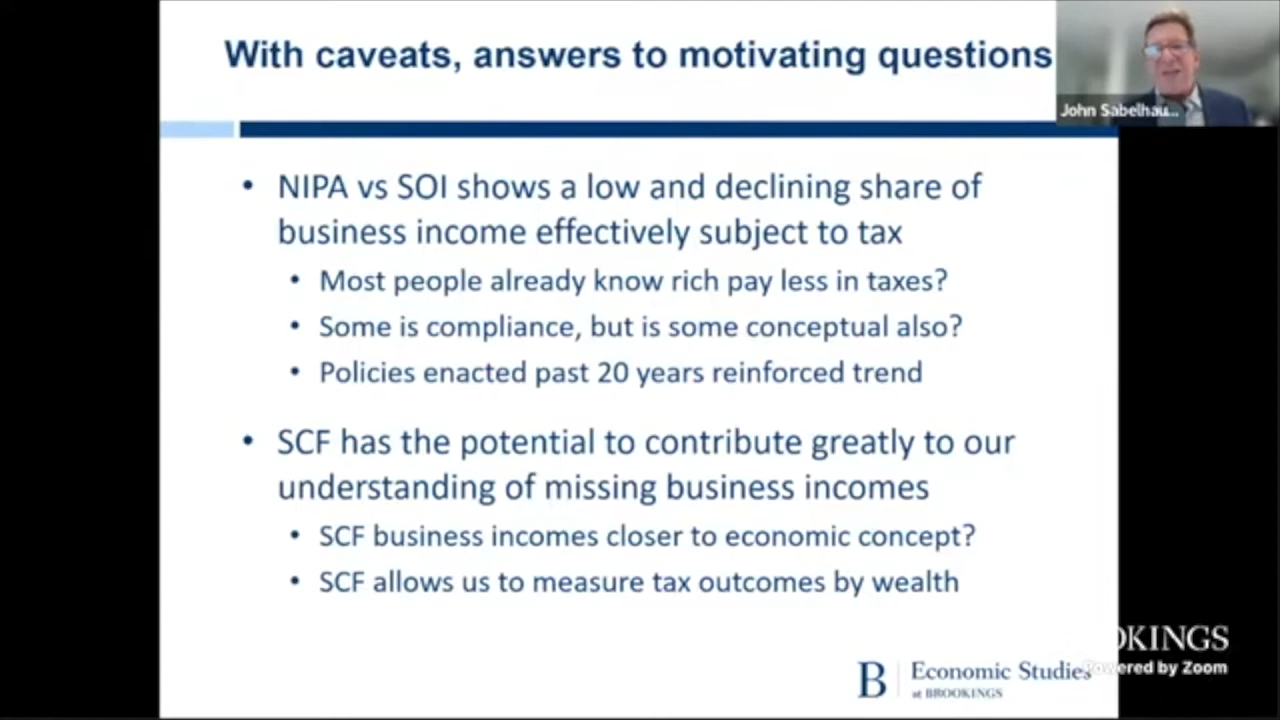 With caveats, answers to motivating questions
John Sabelhau...
• NIPA vs SOI shows a low and declining share of
business income effectively subject to tax
• Most people already know rich pay less in taxes?
• Some is compliance, but is some conceptual also?
• Policies enacted past 20 years reinforced trend
• SCF has the potential to contribute greatly to our
understanding of missing business incomes
• SCF business incomes closer to economic concept?
• SCF allows us to measure tax outcomes by wealth
OKINGS
Powered by Zoom
B Economic Studies
at BROOKINGS